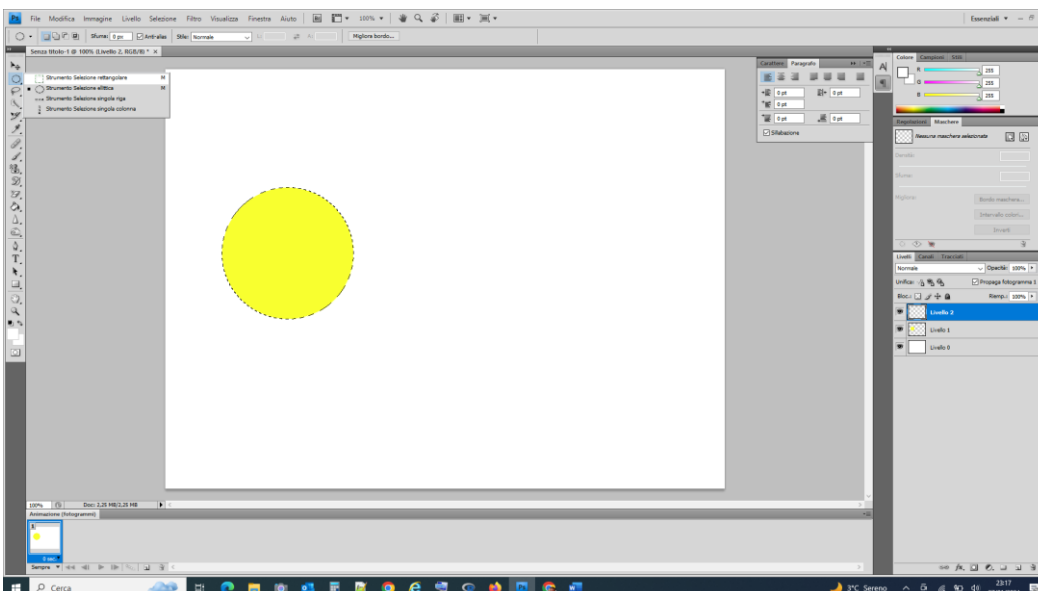 Ps File Modifica Immagine Livello Selezione Filtro Visualizza Finestra Aiuto 100% Essenziali
Sfuma: 0 px Anti-alias Stile: Normale Migliora bordo...
Senza titolo-1 @ 100% (Livello 2, RGB/8) *
Strumento Selezione rettangolare M
Strumento Selezione ellittica M
Strumento Selezione singola riga
Strumento Selezione singola colonna
Carattere Paragrafo
0 pt 0 pt
0 pt
0 pt 0 pt
Sillabazione
Colore Campioni Stili
R 255
G 255
B 255
Regolazioni Maschere
Nessuna maschera selezionata
Densità:
Sfuma:
Migliora: Bordo maschera...
Intervallo colori...
Inverti
Livelli Canali Tracciati
Normale Opacità: 100%
Unifica: Propaga fotogramma 1
Bloc.: Riemp.: 100%
Livello 2
Livello 1
Livello 0
100% Doc: 2,25 MB/2,25 MB
Animazione (fotogrammi)
1
0 sec.
Sempre
Cerca 3°C Sereno 23:17